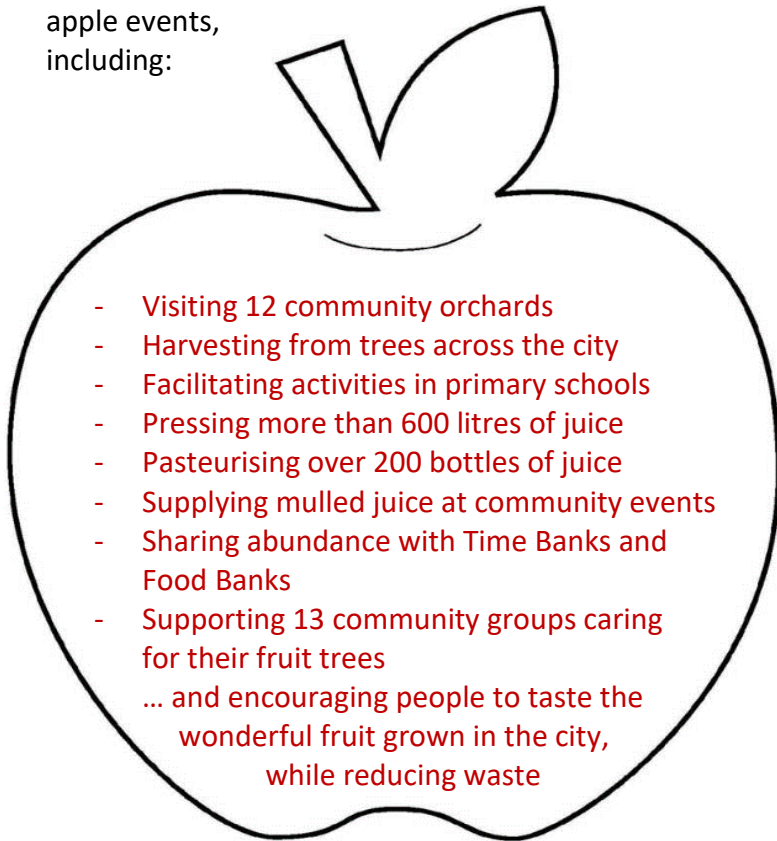 apple events,
including:
- Visiting 12 community orchards
- Harvesting from trees across the city
- Facilitating activities in primary schools
- Pressing more than 600 litres of juice
- Pasteurising over 200 bottles of juice
- Supplying mulled juice at community events
- Sharing abundance with Time Banks and
Food Banks
- Supporting 13 community groups caring
for their fruit trees
… and encouraging people to taste the
wonderful fruit grown in the city,
while reducing waste